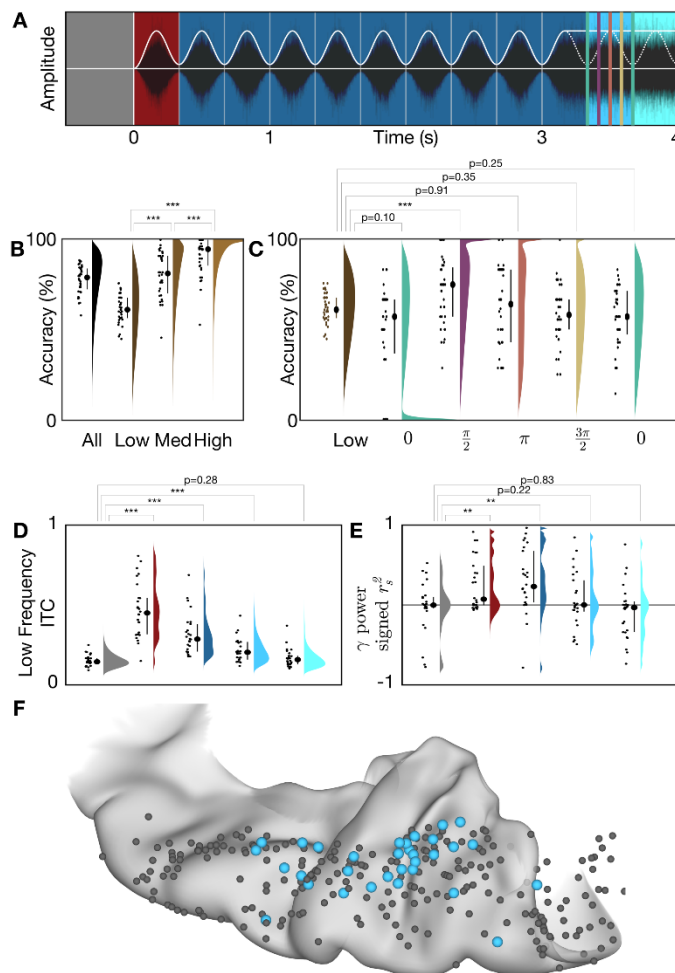 A
Amplitude
0
1
Time (s)
3
4
p=0.25
p=0.35
p=0.91
***
***
***
***
p=0.10
B
C
100
100
Accuracy (%)
Accuracy (%)
0
0
All
Low
Med
High
Low
0
π/2
π
3π/2
0
p=0.28
***
***
***
p=0.83
p=0.22
**
**
D
E
1
1
Low Frequency
ITC
γ power
signed r_s^2
0
-1
F